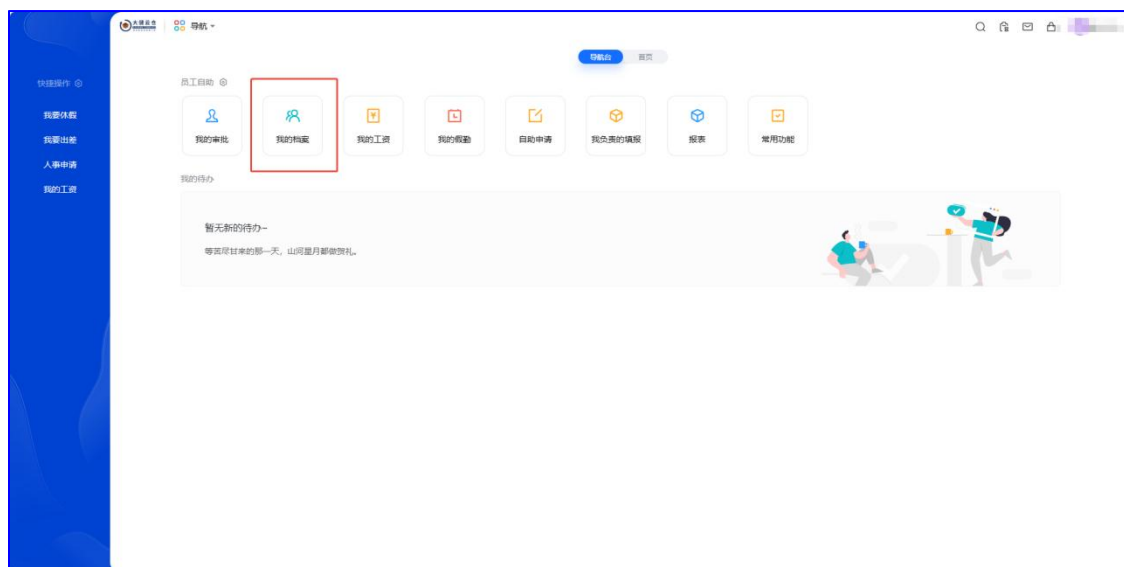 导航
导航台 首页
快捷操作
我要休假
我要出差
人事申请
我的工资
员工自助
我的审批 我的档案 我的工资 我的假勤 自助申请 我负责的填报 报表 常用功能
我的待办
暂无新的待办~
等苦尽甘来的那一天，山河星月都做贺礼。